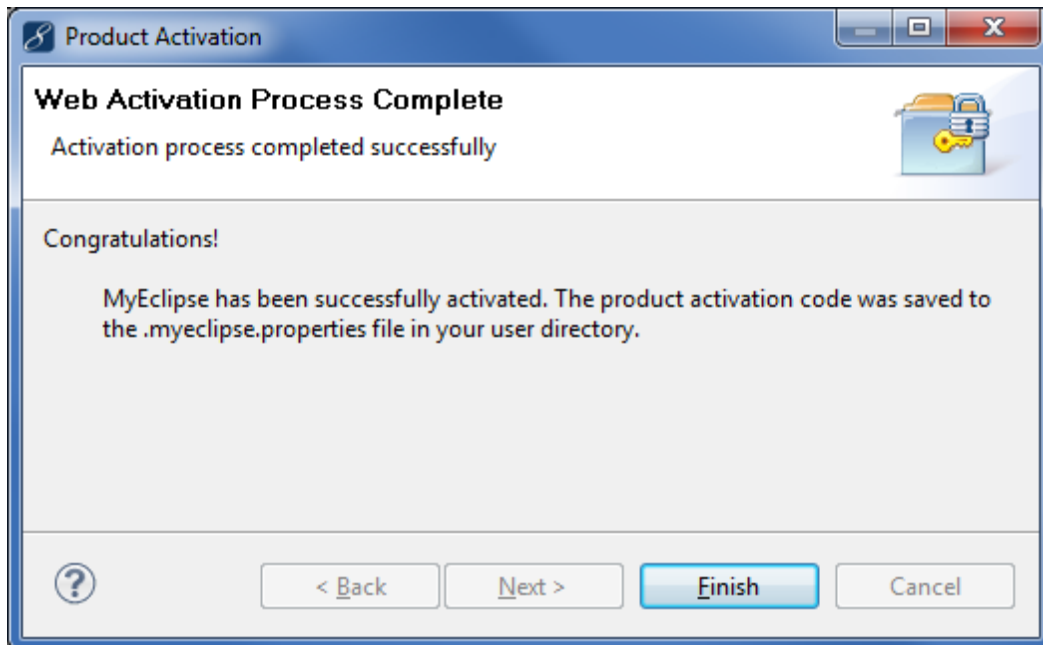 Product Activation
Web Activation Process Complete
Activation process completed successfully
Congratulations!
MyEclipse has been successfully activated. The product activation code was saved to
the .myeclipse.properties file in your user directory.
?
< Back
Next >
Finish
Cancel